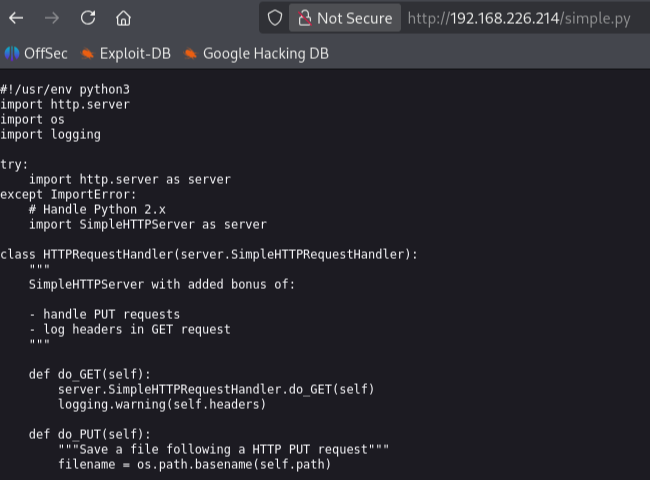 Not Secure http://192.168.226.214/simple.py
OffSec Exploit-DB Google Hacking DB
#!/usr/env python3
import http.server
import os
import logging
try:
    import http.server as server
except ImportError:
    # Handle Python 2.x
    import SimpleHTTPServer as server
class HTTPRequestHandler(server.SimpleHTTPRequestHandler):
    """
    SimpleHTTPServer with added bonus of:
    - handle PUT requests
    - log headers in GET request
    """
    def do_GET(self):
        server.SimpleHTTPRequestHandler.do_GET(self)
        logging.warning(self.headers)
    def do_PUT(self):
        """Save a file following a HTTP PUT request"""
        filename = os.path.basename(self.path)